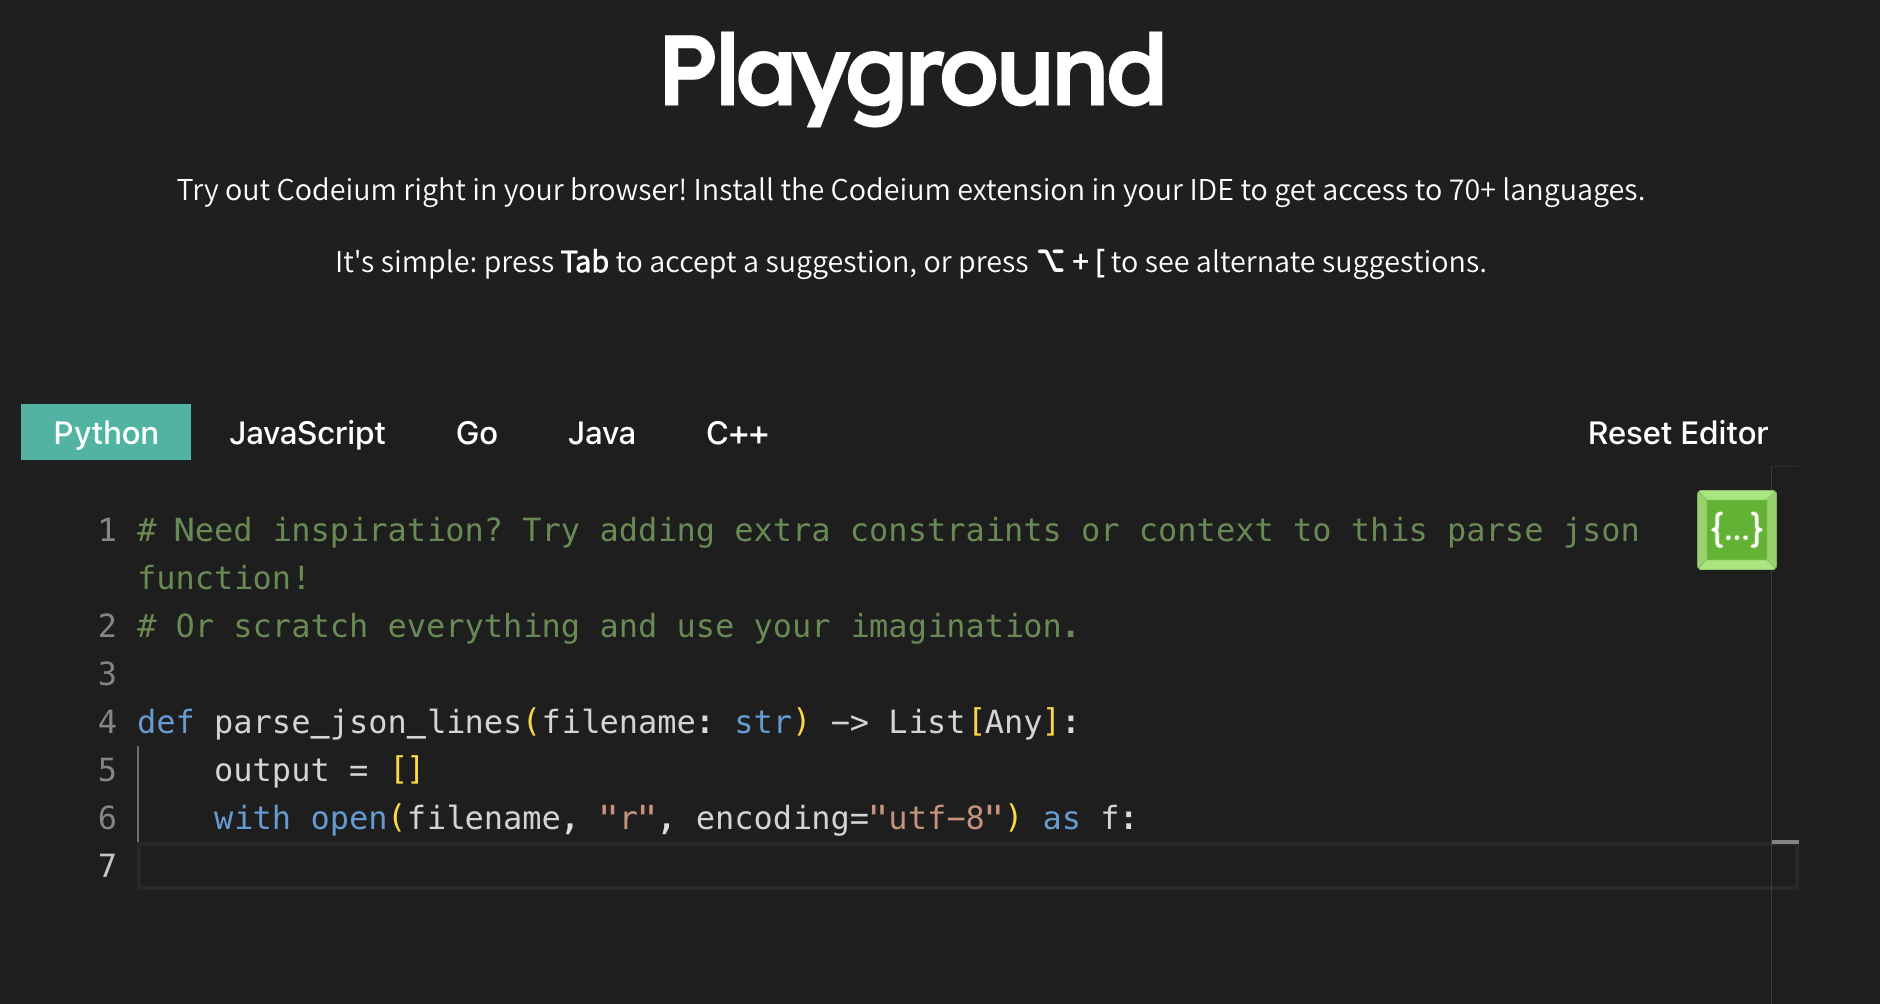 Playground
Try out Codeium right in your browser! Install the Codeium extension in your IDE to get access to 70+ languages.
It's simple: press Tab to accept a suggestion, or press ⌥ + [ to see alternate suggestions.
Python JavaScript Go Java C++ Reset Editor
1 # Need inspiration? Try adding extra constraints or context to this parse json
function!
{...}
2 # Or scratch everything and use your imagination.
3
4 def parse_json_lines(filename: str) -> List[Any]:
5     output = []
6     with open(filename, "r", encoding="utf-8") as f:
7